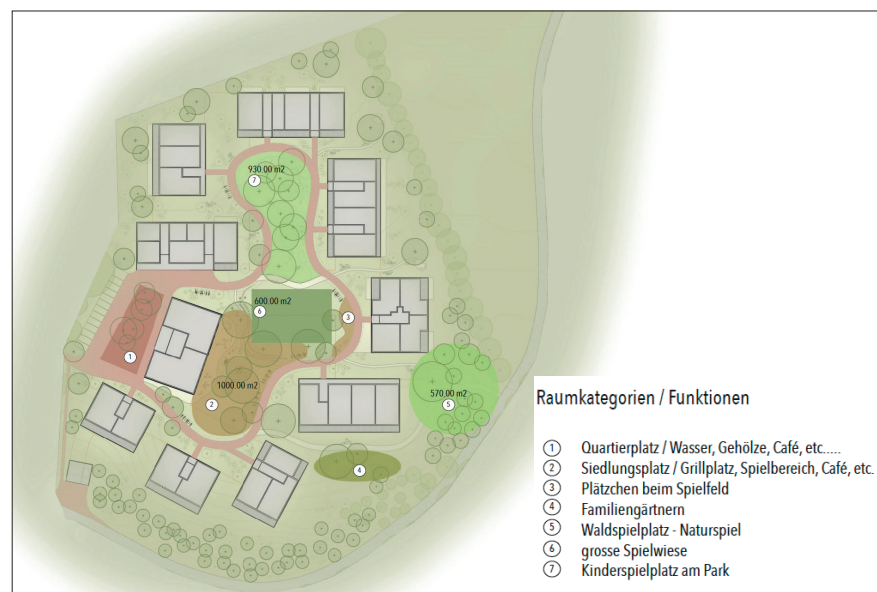 930.00 m2
7
600.00 m2
6
3
1
1000.00 m2
2
570.00 m2
5
4
Raumkategorien / Funktionen
1 Quartierplatz / Wasser, Gehölze, Café, etc.....
2 Siedlungsplatz / Grillplatz, Spielbereich, Café, etc.
3 Plätzchen beim Spielfeld
4 Familiengärtnern
5 Waldspielplatz - Naturspiel
6 grosse Spielwiese
7 Kinderspielplatz am Park